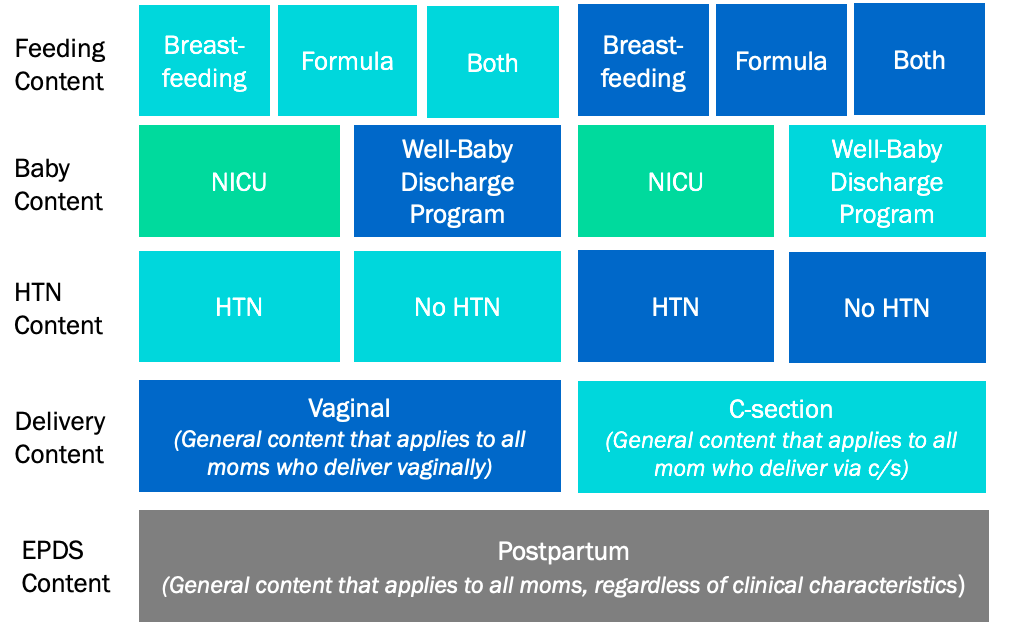 Feeding
Content
Breast-
feeding
Formula
Both
Breast-
feeding
Formula
Both
Baby
Content
NICU
Well-Baby
Discharge
Program
NICU
Well-Baby
Discharge
Program
HTN
Content
HTN
No HTN
HTN
No HTN
Delivery
Content
Vaginal
(General content that applies to all
moms who deliver vaginally)
C-section
(General content that applies to all
mom who deliver via c/s)
EPDS
Content
Postpartum
(General content that applies to all moms, regardless of clinical characteristics)